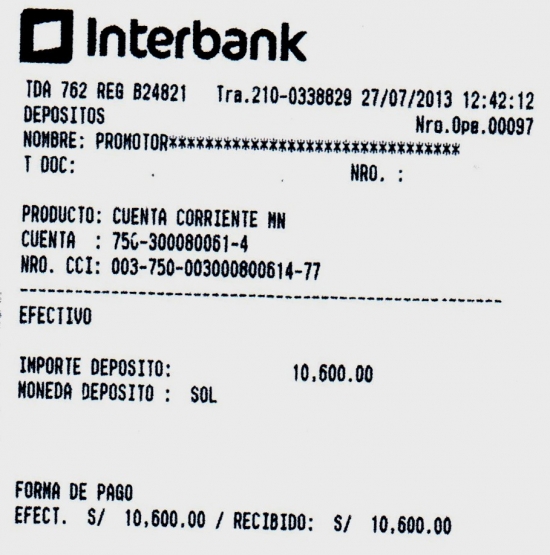 Interbank
TDA 762 REG B24821 Tra.210-0338829 27/07/2013 12:42:12
DEPOSITOS Nro.Ope.00097
NOMBRE: PROMOTOR********************************
T DOC: NRO. :
PRODUCTO: CUENTA CORRIENTE MN
CUENTA : 750-300080061-4
NRO. CCI: 003-750-003000800614-77
----------------------------------------------------
EFECTIVO
IMPORTE DEPOSITO: 10,600.00
MONEDA DEPOSITO : SOL
FORMA DE PAGO
EFECT. S/ 10,600.00 / RECIBIDO: S/ 10,600.00